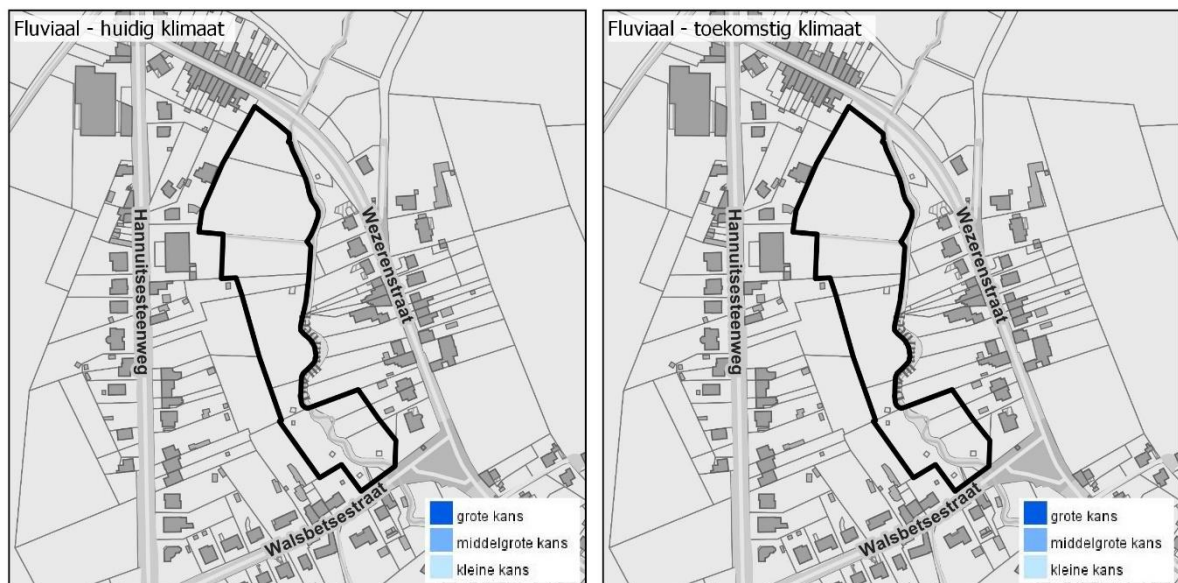 Fluviaal - huidig klimaat
Hannuitsesteenweg
Wezerenstraat
Walsbetsestraat
grote kans
middelgrote kans
kleine kans
Fluviaal - toekomstig klimaat
Hannuitsesteenweg
Wezerenstraat
Walsbetsestraat
grote kans
middelgrote kans
kleine kans